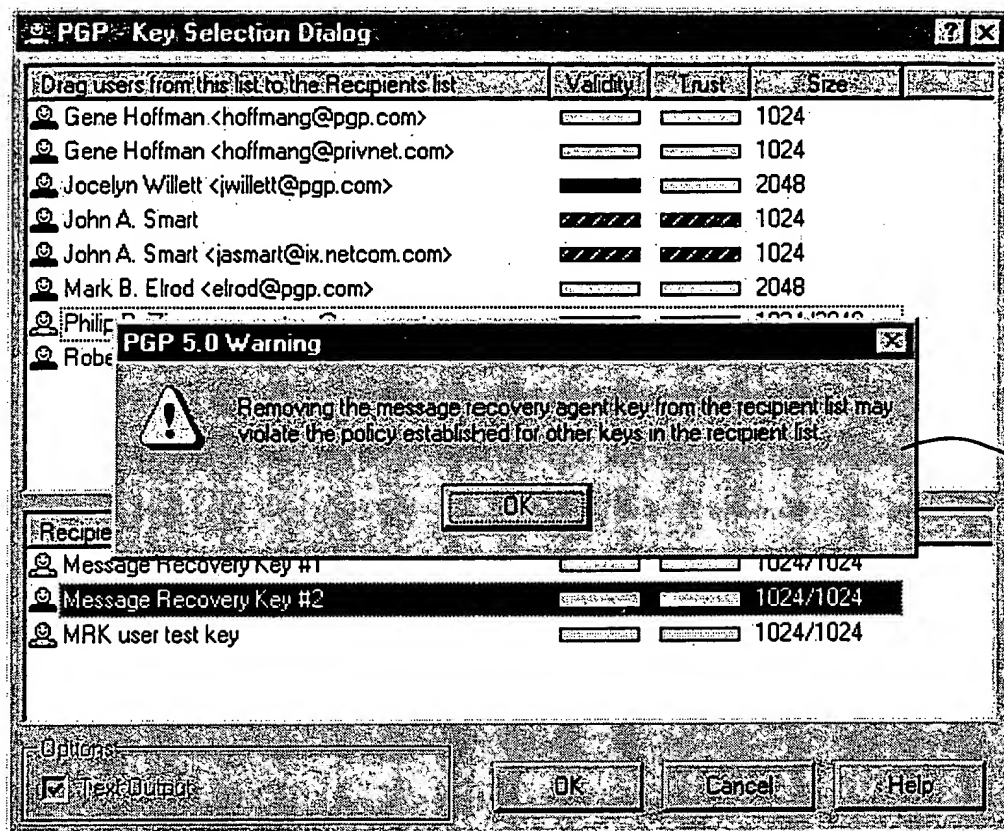 PGP - Key Selection Dialog
Drag users from this list to the Recipients list Validity Trust Size
Gene Hoffman <hoffmang@pgp.com> 1024
Gene Hoffman <hoffmang@privnet.com> 1024
Jocelyn Willett <jwillett@pgp.com> 2048
John A. Smart 1024
John A. Smart <jasmart@ix.netcom.com> 1024
Mark B. Elrod <elrod@pgp.com> 2048
Philip
Robe
PGP 5.0 Warning
Removing the message recovery agent key from the recipient list may
violate the policy established for other keys in the recipient list.
OK
Recipie
Message Recovery Key #1 1024/1024
Message Recovery Key #2 1024/1024
MRK user test key 1024/1024
Options
Text Output
OK Cancel Help